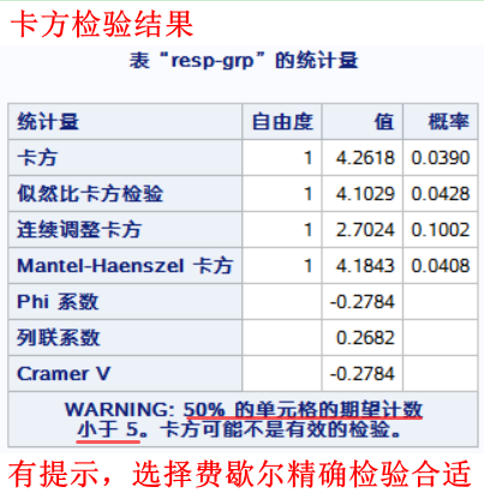 卡方检验结果
表“resp-grp”的统计量
统计量 自由度 值 概率
卡方 1 4.2618 0.0390
似然比卡方检验 1 4.1029 0.0428
连续调整卡方 1 2.7024 0.1002
Mantel-Haenszel 卡方 1 4.1843 0.0408
Phi 系数 -0.2784
列联系数 0.2682
Cramer V -0.2784
WARNING: 50% 的单元格的期望计数
小于 5。卡方可能不是有效的检验。
有提示，选择费歇尔精确检验合适